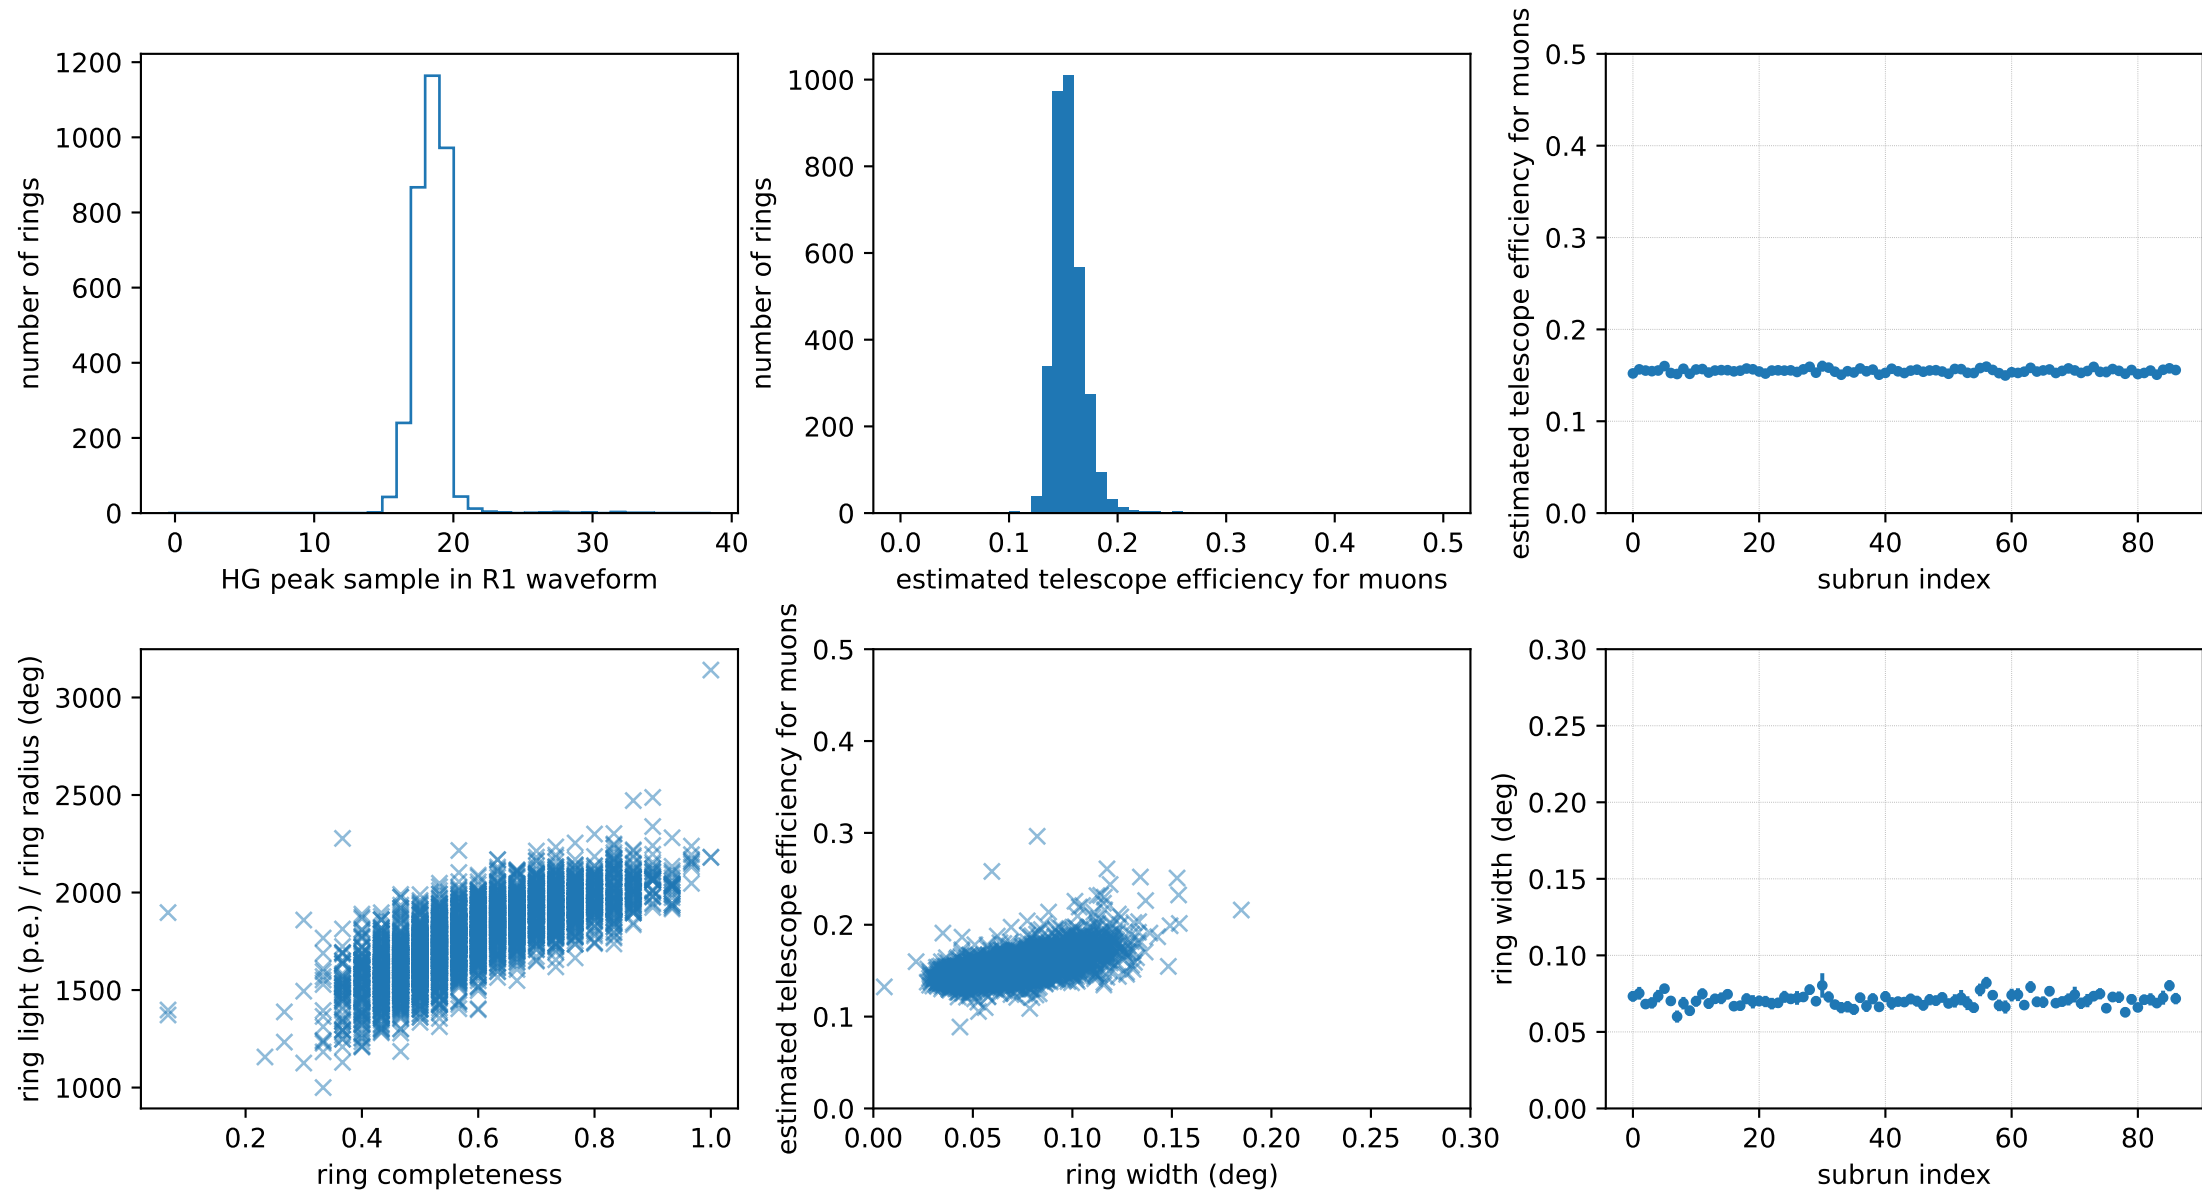 number of rings
1200
1000
800
600
400
200
0
0 10 20 30 40
HG peak sample in R1 waveform
number of rings
1000
800
600
400
200
0
0.0 0.1 0.2 0.3 0.4 0.5
estimated telescope efficiency for muons
estimated telescope efficiency for muons
0.5
0.4
0.3
0.2
0.1
0.0
0 20 40 60 80
subrun index
ring light (p.e.) / ring radius (deg)
3000
2500
2000
1500
1000
0.2 0.4 0.6 0.8 1.0
ring completeness
estimated telescope efficiency for muons
0.5
0.4
0.3
0.2
0.1
0.0
0.00 0.05 0.10 0.15 0.20 0.25 0.30
ring width (deg)
ring width (deg)
0.30
0.25
0.20
0.15
0.10
0.05
0.00
0 20 40 60 80
subrun index